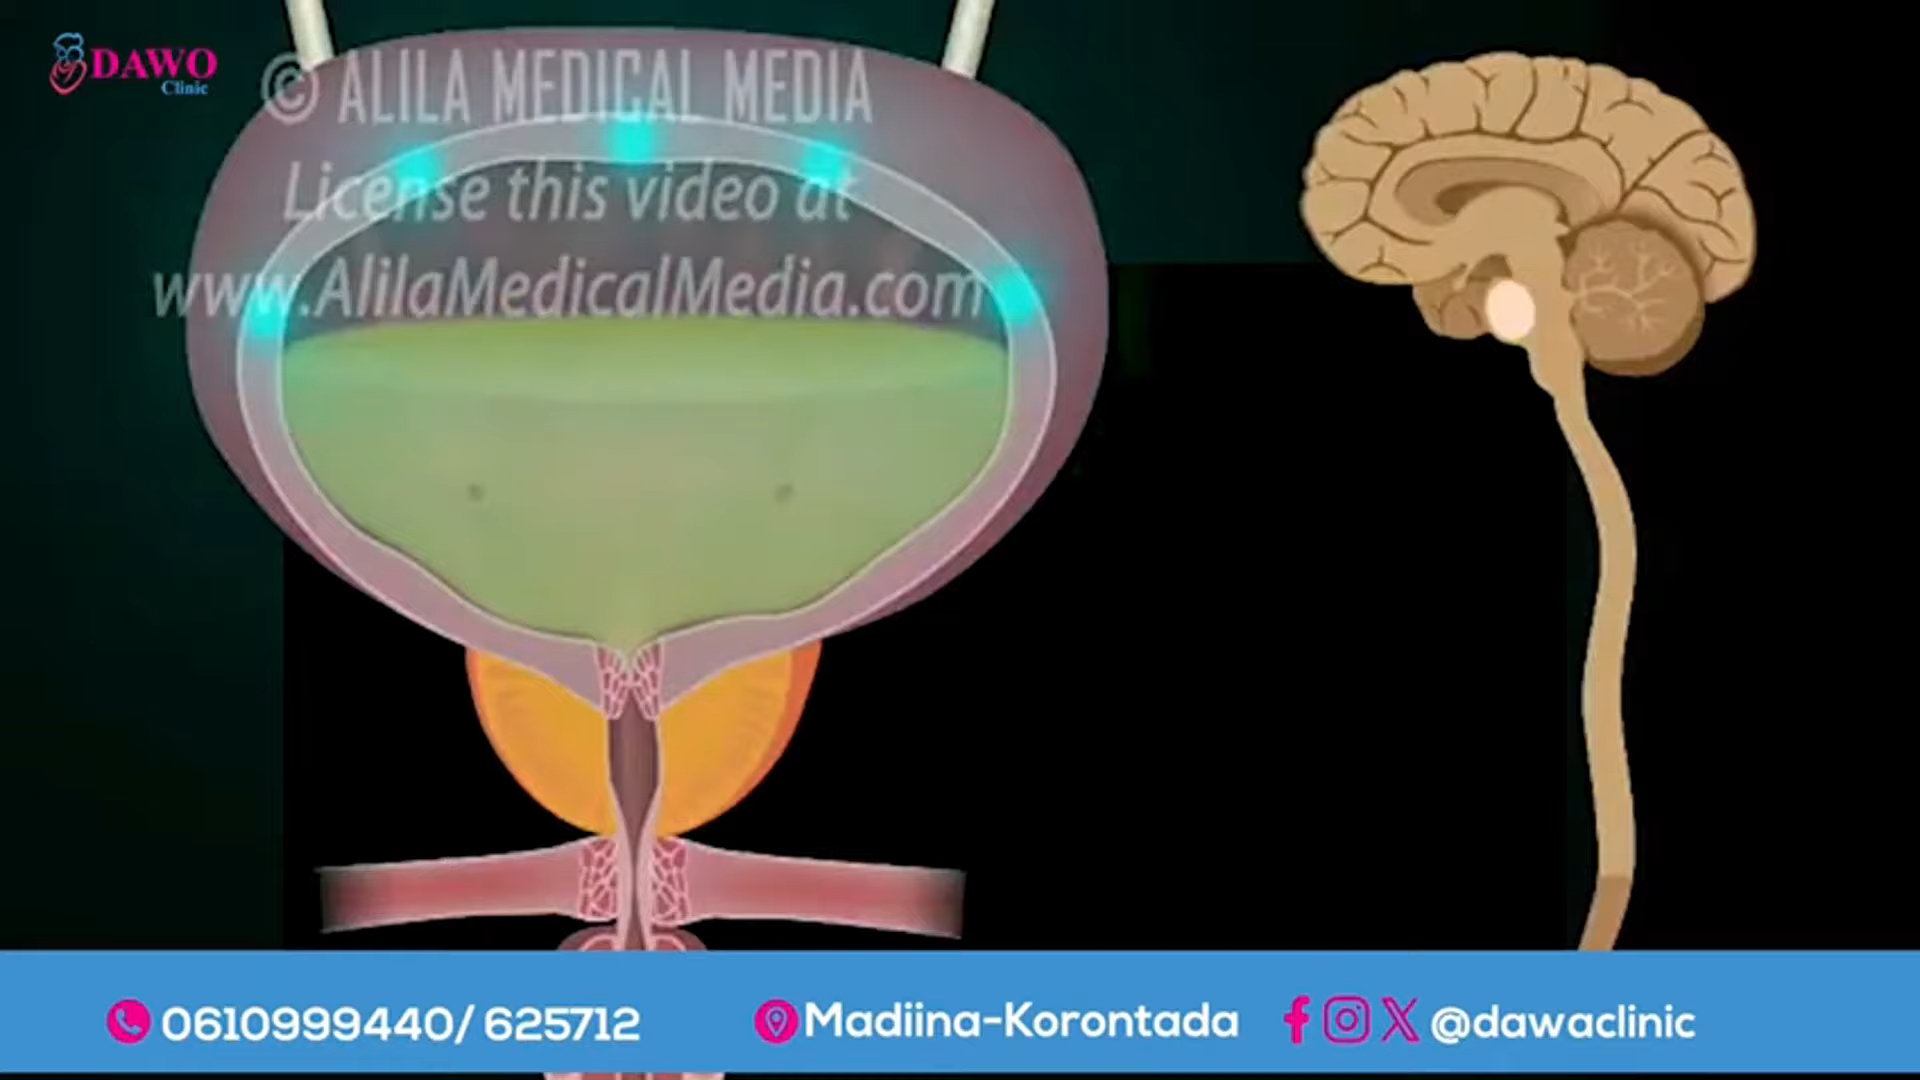 DAWO
Clinic
© ALILA MEDICAL MEDIA
License this video at
www.AlilaMedicalMedia.com
0610999440/ 625712
Madiina-Korontada
@dawaclinic